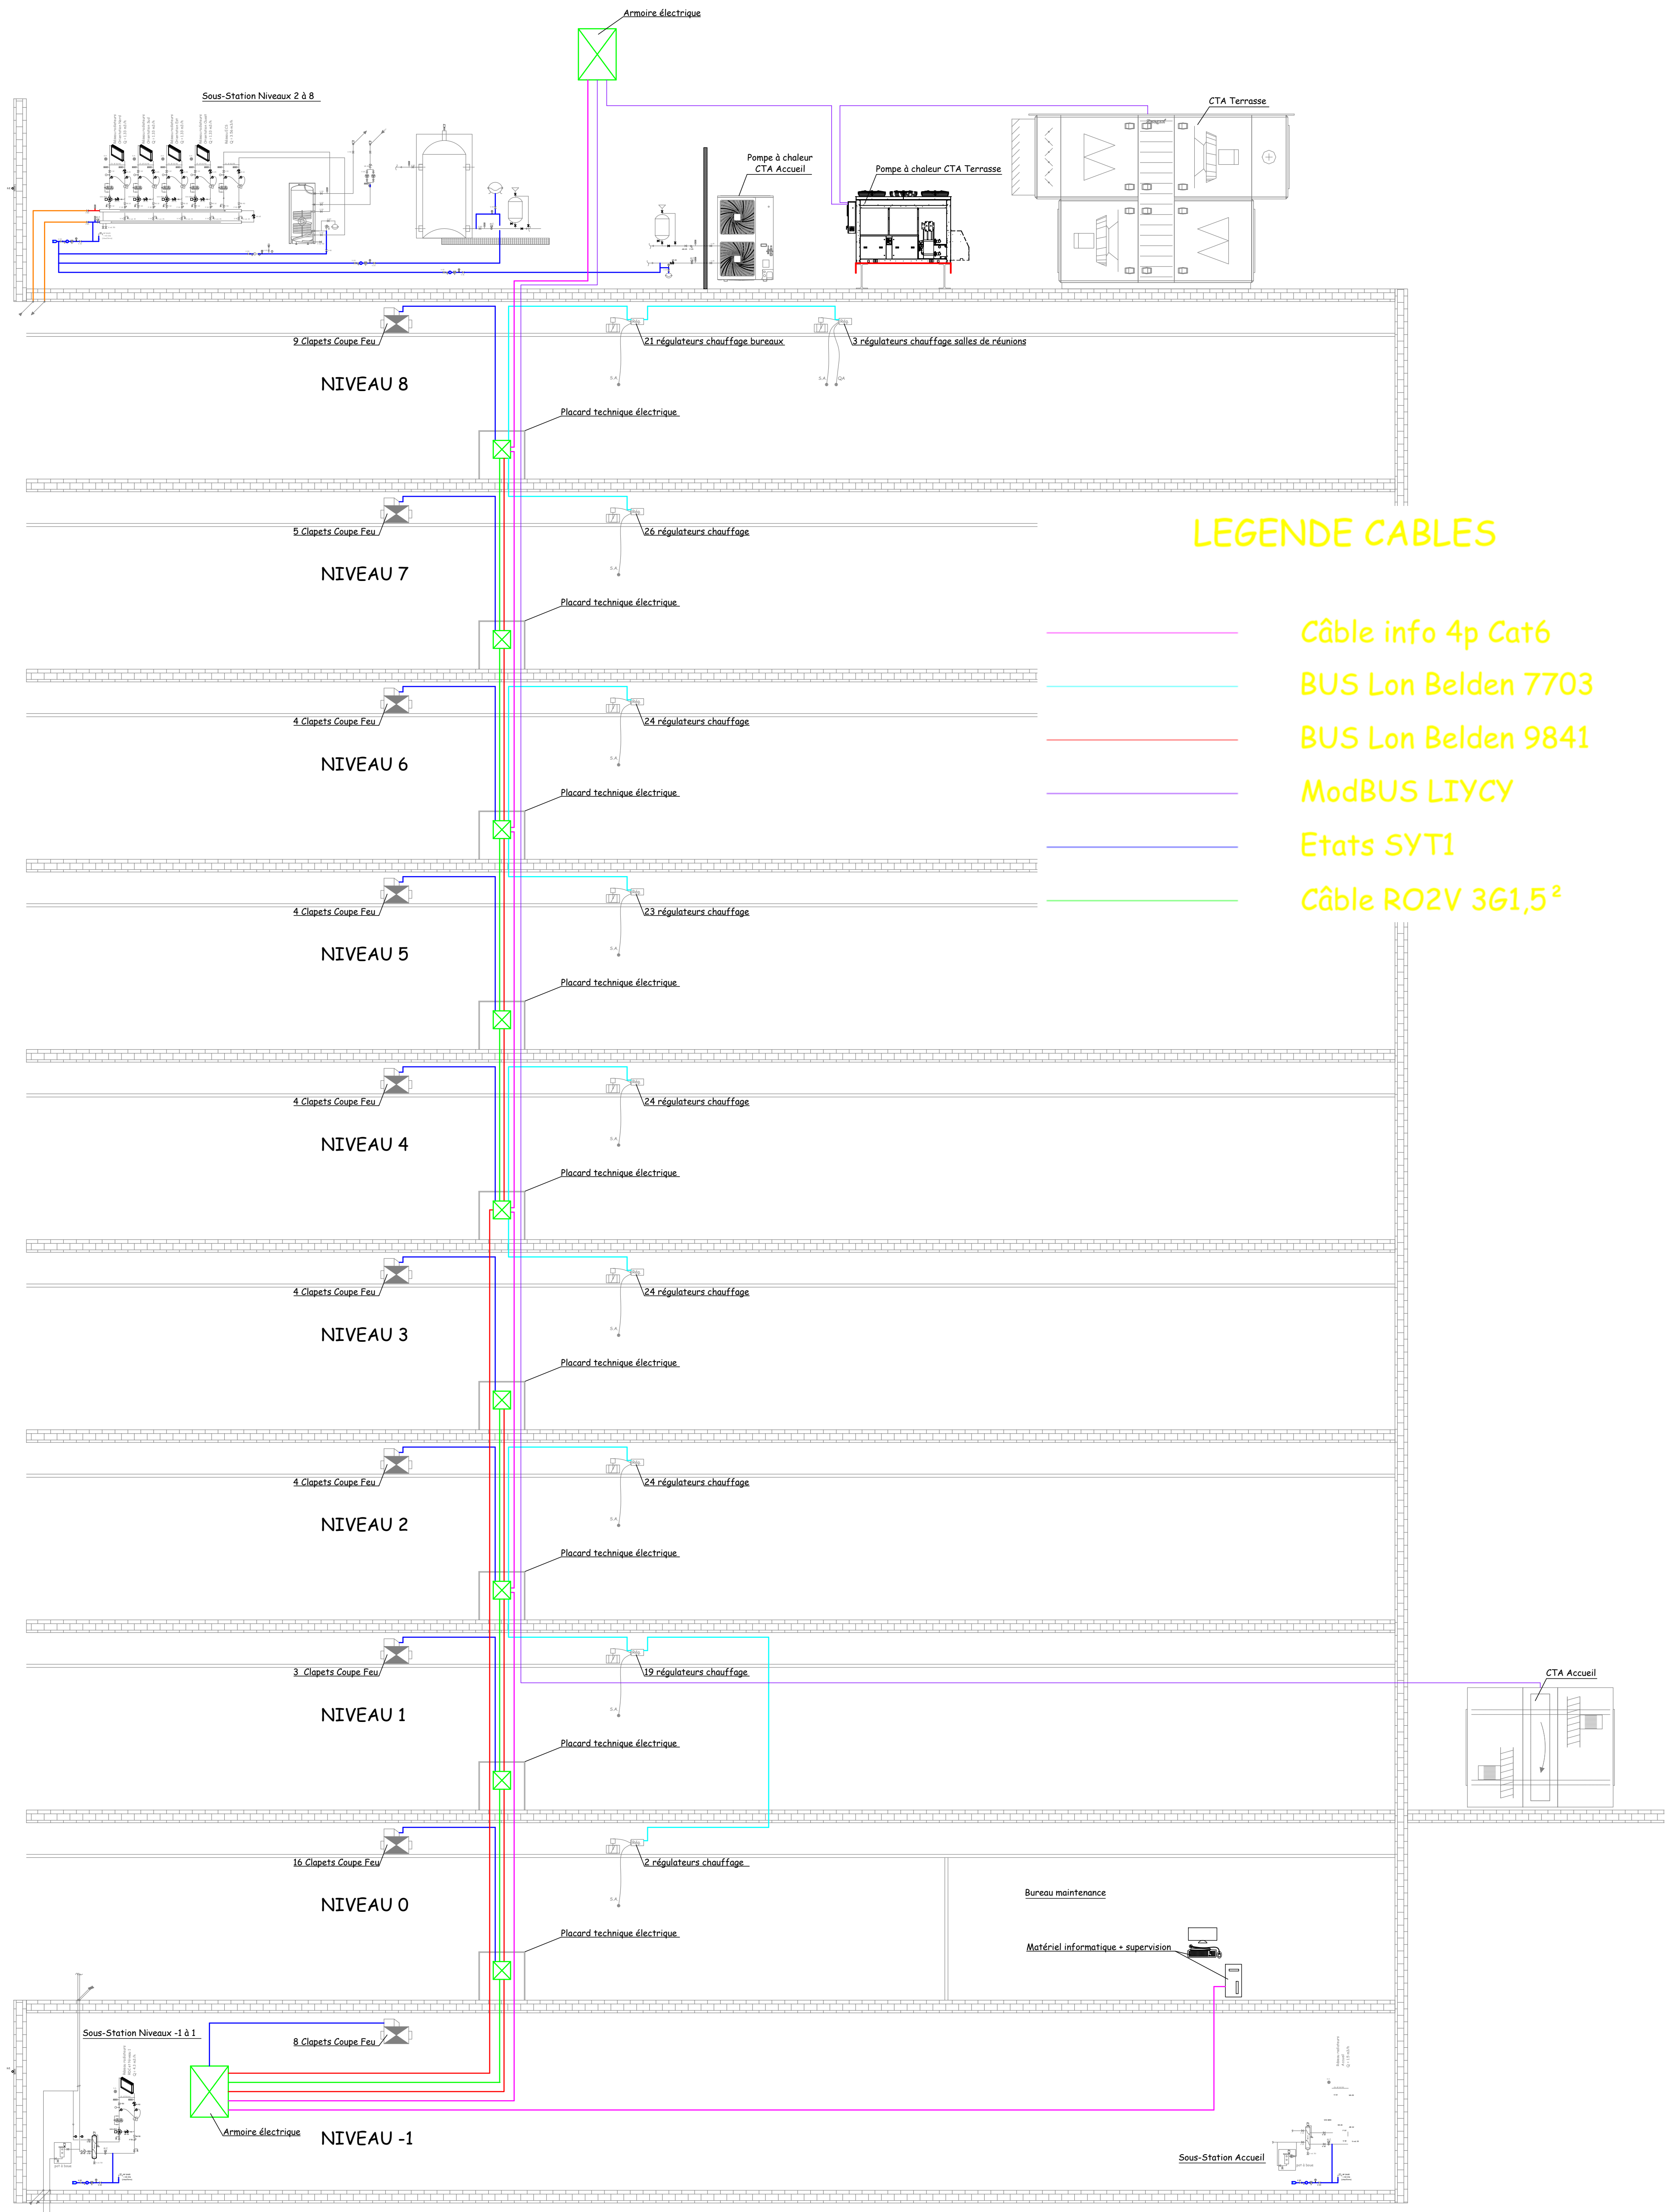 Armoire électrique
Sous-Station Niveaux 2 à 8
CTA Terrasse
Pompe à chaleur
CTA Accueil
Pompe à chaleur CTA Terrasse
9 Clapets Coupe Feu
21 régulateurs chauffage bureaux
3 régulateurs chauffage salles de réunions
S.A
S.A
QA
NIVEAU 8
Placard technique électrique
5 Clapets Coupe Feu
26 régulateurs chauffage
LEGENDE CABLES
S.A
NIVEAU 7
Placard technique électrique
Câble info 4p Cat6
BUS Lon Belden 7703
4 Clapets Coupe Feu
24 régulateurs chauffage
BUS Lon Belden 9841
S.A
NIVEAU 6
Placard technique électrique
ModBUS LIYCY
Etats SYT1
Câble RO2V 3G1,5²
4 Clapets Coupe Feu
23 régulateurs chauffage
S.A
NIVEAU 5
Placard technique électrique
4 Clapets Coupe Feu
24 régulateurs chauffage
S.A
NIVEAU 4
Placard technique électrique
4 Clapets Coupe Feu
24 régulateurs chauffage
S.A
NIVEAU 3
Placard technique électrique
4 Clapets Coupe Feu
24 régulateurs chauffage
S.A
NIVEAU 2
Placard technique électrique
3 Clapets Coupe Feu
19 régulateurs chauffage
CTA Accueil
S.A
NIVEAU 1
Placard technique électrique
16 Clapets Coupe Feu
2 régulateurs chauffage
S.A
NIVEAU 0
Bureau maintenance
Placard technique électrique
Matériel informatique + supervision
Sous-Station Niveaux -1 à 1
8 Clapets Coupe Feu
Armoire électrique
NIVEAU -1
Sous-Station Accueil